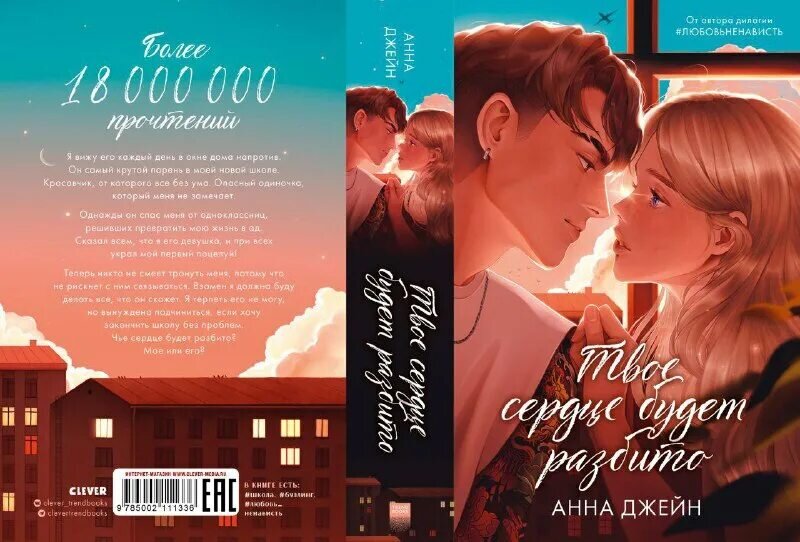 Более
18 000 000
прочтений
Я вижу его каждый день в окне дома напротив.
Он самый крутой парень в моей новой школе.
Красавчик, от которого все без ума. Опасный одиночка,
который меня не замечает.
Однажды он спас меня от одноклассниц,
решивших превратить мою жизнь в ад.
Сказал всем, что я его девушка, и при всех
украл мой первый поцелуй!
Теперь никто не смеет тронуть меня, потому что
не рискнет с ним связываться. Взамен я должна буду
делать все, что он скажет. Я терпеть его не могу,
но вынуждена подчиниться, если хочу
закончить школу без проблем.
Чье сердце будет разбито?
Мое или его?
CLEVER
clever_trendbooks
clevertrendbooks
ИНТЕРНЕТ-МАГАЗИН WWW.CLEVER-MEDIA.RU
9 785002 111336
EAC
В КНИГЕ ЕСТЬ:
#школа, #буллинг,
#любовь…
ненависть
АННА
ДЖЕЙН
Твое сердце
будет разбито
От автора дилогии
#ЛЮБОВЬНЕНАВИСТЬ
Твое
сердце будет
разбито
АННА ДЖЕЙН